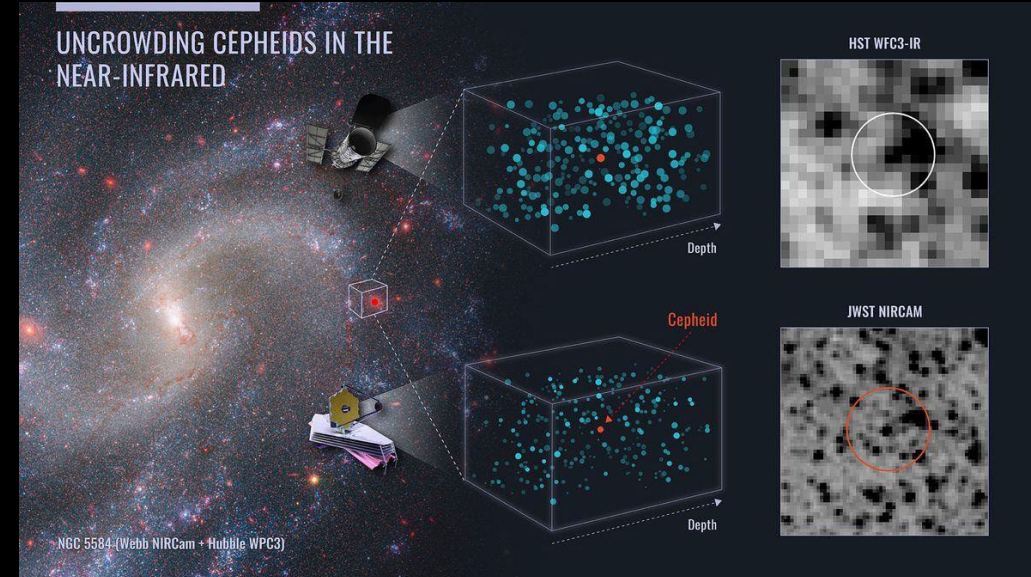 UNCROWDING CEPHEIDS IN THE
NEAR-INFRARED
HST WFC3-IR
Depth
Cepheid
JWST NIRCAM
Depth
NGC 5584 (Webb NIRCam + Hubble WPC3)